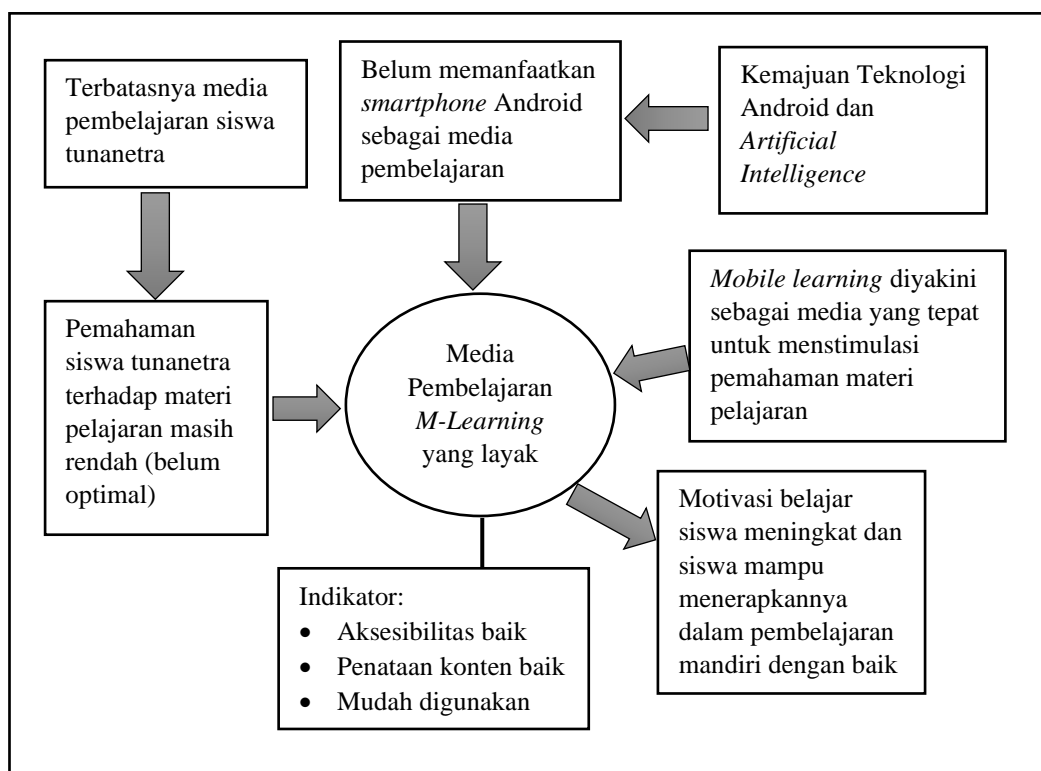 Terbatasnya media
pembelajaran siswa
tunanetra
Belum memanfaatkan
smartphone Android
sebagai media
pembelajaran
Kemajuan Teknologi
Android dan
Artificial
Intelligence
Pemahaman
siswa tunanetra
terhadap materi
pelajaran masih
rendah (belum
optimal)
Media
Pembelajaran
M-Learning
yang layak
Mobile learning diyakini
sebagai media yang tepat
untuk menstimulasi
pemahaman materi
pelajaran
Indikator:
• Aksesibilitas baik
• Penataan konten baik
• Mudah digunakan
Motivasi belajar
siswa meningkat dan
siswa mampu
menerapkannya
dalam pembelajaran
mandiri dengan baik